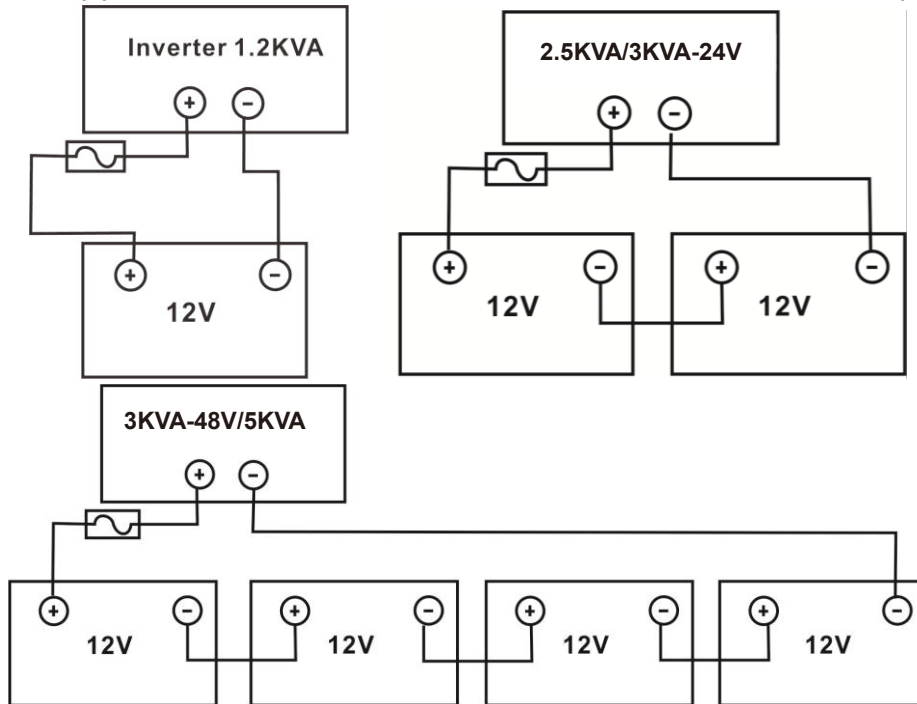 Inverter 1.2KVA
+ -
+ -
12V
2.5KVA/3KVA-24V
+ -
+ - + -
12V 12V
3KVA-48V/5KVA
+ -
+ - + - + - + -
12V 12V 12V 12V